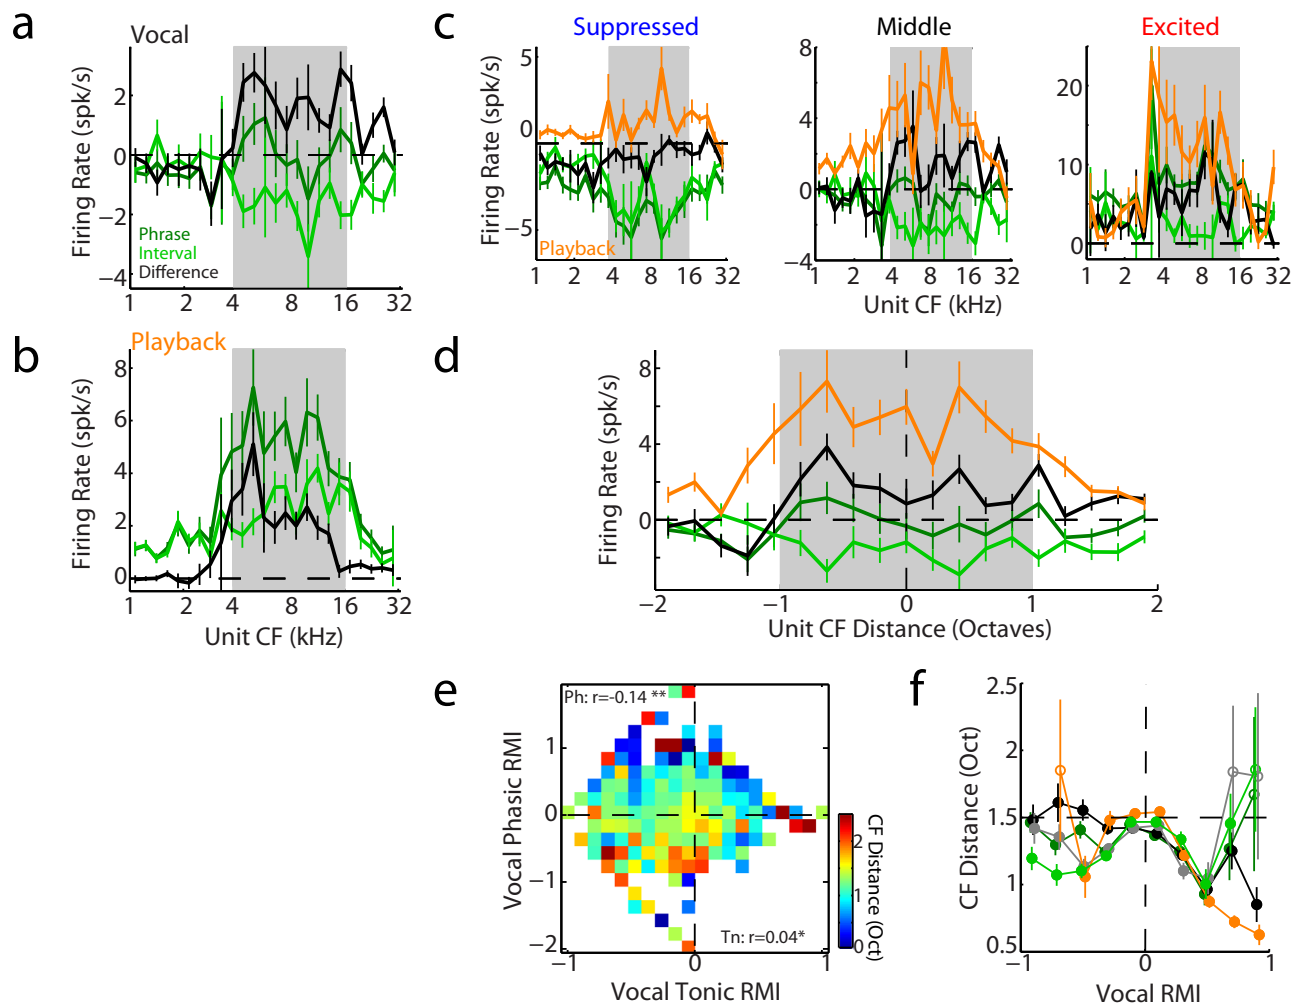 a
Vocal
Firing Rate (spk/s)
2
0
−2
−4
Phrase
Interval
Difference
1 2 4 8 16 32
b
Playback
Firing Rate (spk/s)
8
6
4
2
0
1 2 4 8 16 32
Unit CF (kHz)
c
Suppressed
Middle
Excited
Firing Rate (spk/s)
5
0
−5
Playback
1 2 4 8 16 32
8
4
0
−4
1 2 4 8 16 32
20
10
0
1 2 4 8 16 32
Unit CF (kHz)
d
Firing Rate (spk/s)
8
4
0
−2 −1 0 1 2
Unit CF Distance (Octaves)
e
Vocal Phasic RMI
Ph: r=-0.14 **
1
0
−1
−2
Tn: r=0.04*
−1 0 1
Vocal Tonic RMI
CF Distance (Oct)
2
1
0
f
CF Distance (Oct)
2.5
2
1.5
1
0.5
−1 0 1
Vocal RMI